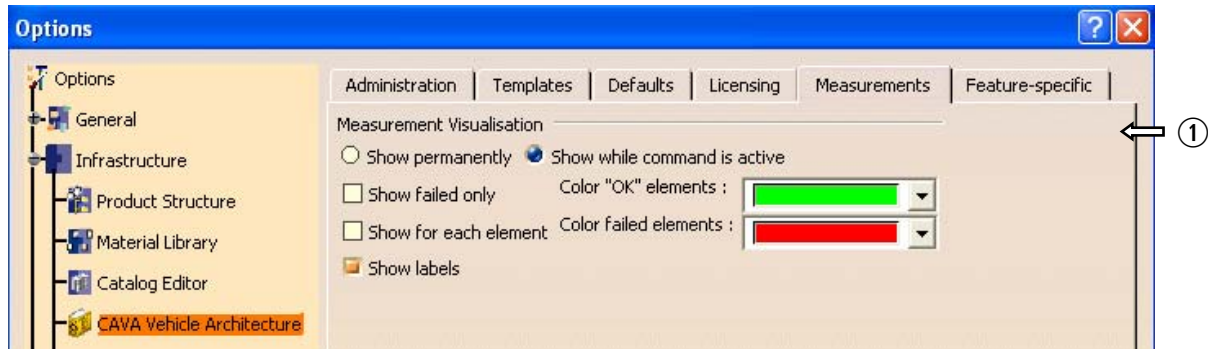 Options
Options
General
Infrastructure
Product Structure
Material Library
Catalog Editor
CAVA Vehicle Architecture
Administration Templates Defaults Licensing Measurements Feature-specific
Measurement Visualisation
Show permanently Show while command is active
Show failed only Color "OK" elements :
Show for each element Color failed elements :
Show labels
①